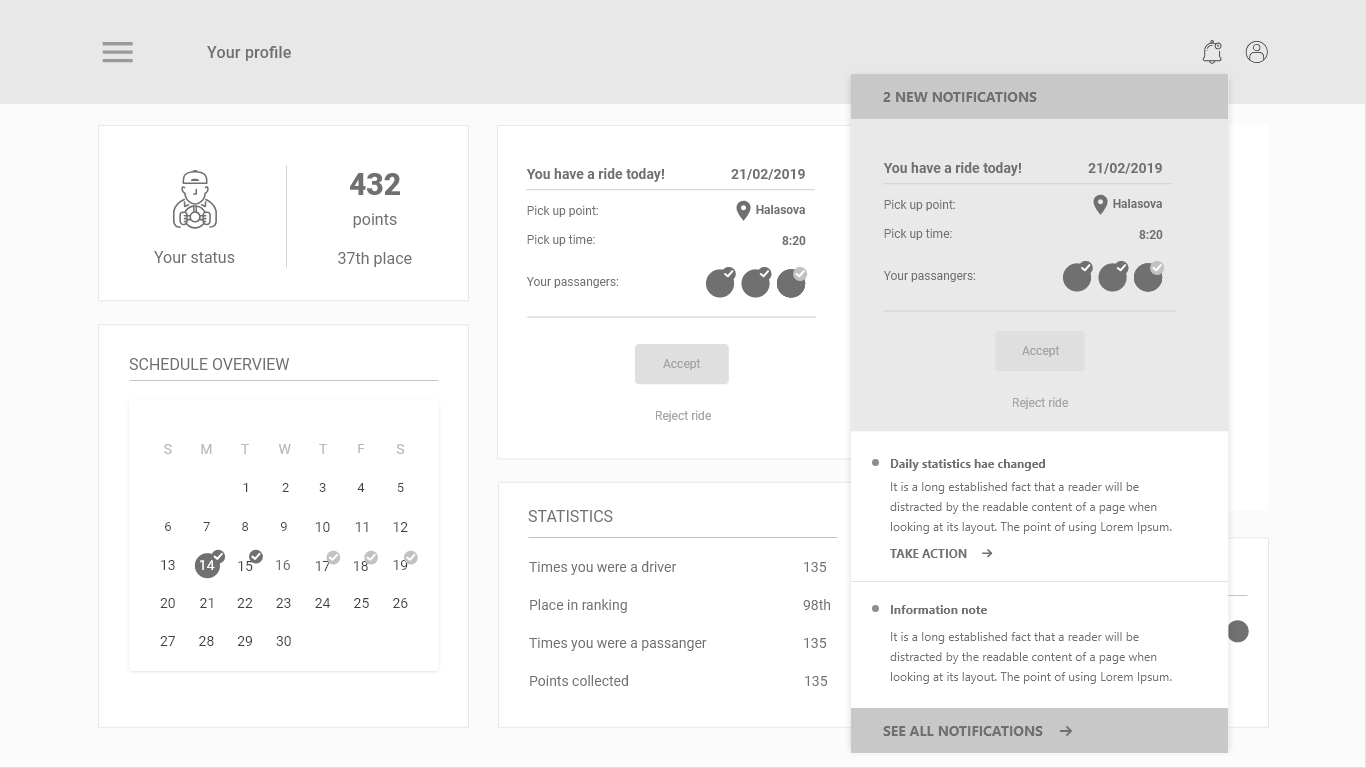 Your profile
432
points
Your status
37th place
SCHEDULE OVERVIEW
S M T W T F S
1 2 3 4 5
6 7 8 9 10 11 12
13 14 15 16 17 18 19
20 21 22 23 24 25 26
27 28 29 30
You have a ride today! 21/02/2019
Pick up point: Halasova
Pick up time: 8:20
Your passangers:
Accept
Reject ride
STATISTICS
Times you were a driver 135
Place in ranking 98th
Times you were a passanger 135
Points collected 135
2 NEW NOTIFICATIONS
You have a ride today! 21/02/2019
Pick up point: Halasova
Pick up time: 8:20
Your passangers:
Accept
Reject ride
Daily statistics hae changed
It is a long established fact that a reader will be
distracted by the readable content of a page when
looking at its layout. The point of using Lorem Ipsum.
TAKE ACTION
Information note
It is a long established fact that a reader will be
distracted by the readable content of a page when
looking at its layout. The point of using Lorem Ipsum.
SEE ALL NOTIFICATIONS